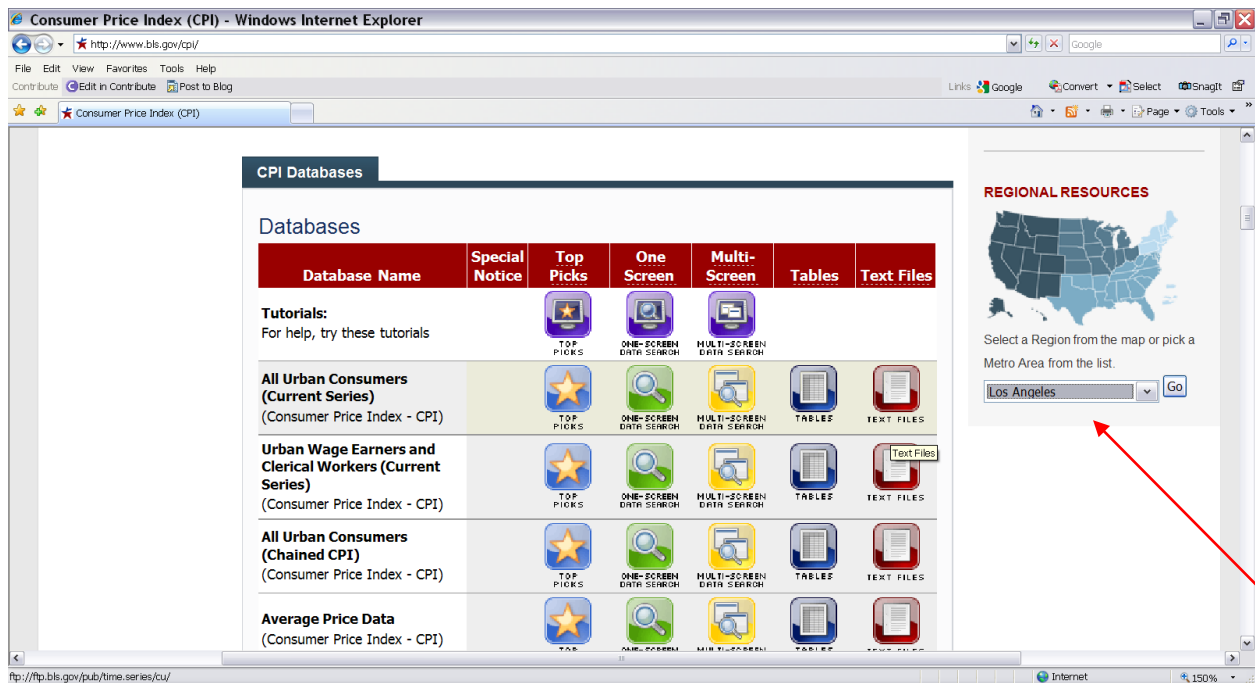 Consumer Price Index (CPI) - Windows Internet Explorer
http://www.bls.gov/cpi/
Google
File Edit View Favorites Tools Help
Contribute Edit in Contribute Post to Blog
Links Google Convert Select SnagIt
Consumer Price Index (CPI)
Page Tools
CPI Databases
Databases
Database Name
Special Notice
Top Picks
One Screen
Multi-Screen
Tables
Text Files
Tutorials:
For help, try these tutorials
TOP PICKS
ONE-SCREEN DATA SEARCH
MULTI-SCREEN DATA SEARCH
All Urban Consumers
(Current Series)
(Consumer Price Index - CPI)
TOP PICKS
ONE-SCREEN DATA SEARCH
MULTI-SCREEN DATA SEARCH
TABLES
TEXT FILES
Text Files
Urban Wage Earners and
Clerical Workers (Current
Series)
(Consumer Price Index - CPI)
TOP PICKS
ONE-SCREEN DATA SEARCH
MULTI-SCREEN DATA SEARCH
TABLES
TEXT FILES
All Urban Consumers
(Chained CPI)
(Consumer Price Index - CPI)
TOP PICKS
ONE-SCREEN DATA SEARCH
MULTI-SCREEN DATA SEARCH
TABLES
TEXT FILES
Average Price Data
(Consumer Price Index - CPI)
REGIONAL RESOURCES
Select a Region from the map or pick a
Metro Area from the list.
Los Angeles
Go
ftp://ftp.bls.gov/pub/time.series/cu/
Internet
150%